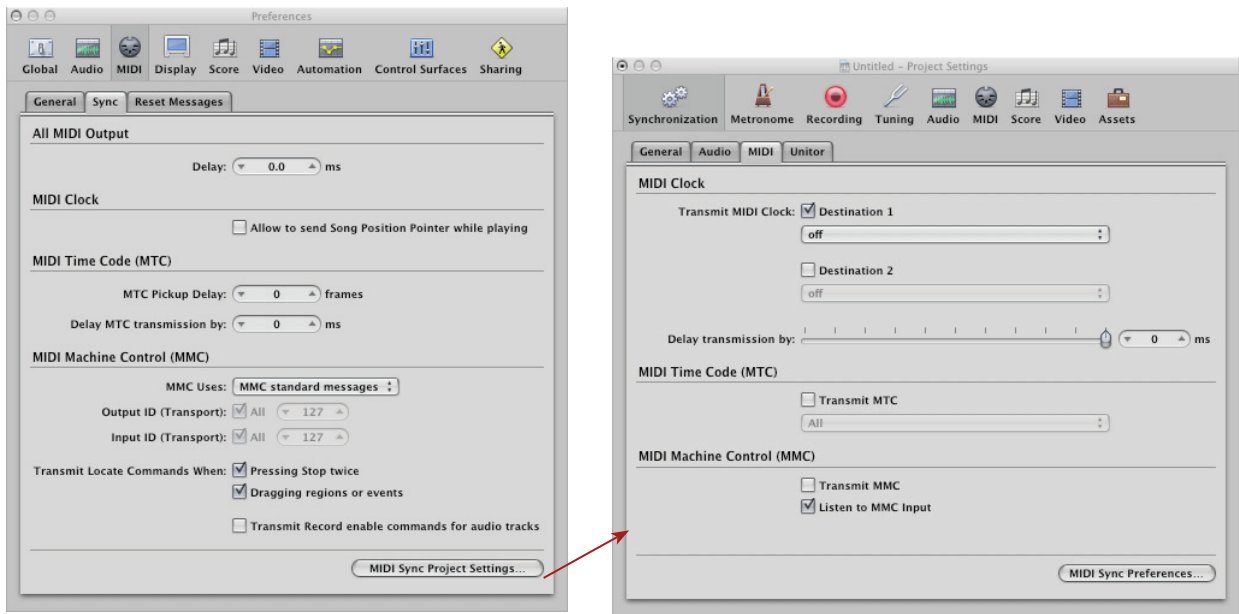 Preferences
Global Audio MIDI Display Score Video Automation Control Surfaces Sharing
General Sync Reset Messages
All MIDI Output
Delay: 0.0 ms
MIDI Clock
Allow to send Song Position Pointer while playing
MIDI Time Code (MTC)
MTC Pickup Delay: 0 frames
Delay MTC transmission by: 0 ms
MIDI Machine Control (MMC)
MMC Uses: MMC standard messages
Output ID (Transport): All 127
Input ID (Transport): All 127
Transmit Locate Commands When: Pressing Stop twice
Dragging regions or events
Transmit Record enable commands for audio tracks
MIDI Sync Project Settings...
Untitled – Project Settings
Synchronization Metronome Recording Tuning Audio MIDI Score Video Assets
General Audio MIDI Unitor
MIDI Clock
Transmit MIDI Clock: Destination 1
off
Destination 2
off
Delay transmission by: 0 ms
MIDI Time Code (MTC)
Transmit MTC
All
MIDI Machine Control (MMC)
Transmit MMC
Listen to MMC Input
MIDI Sync Preferences...